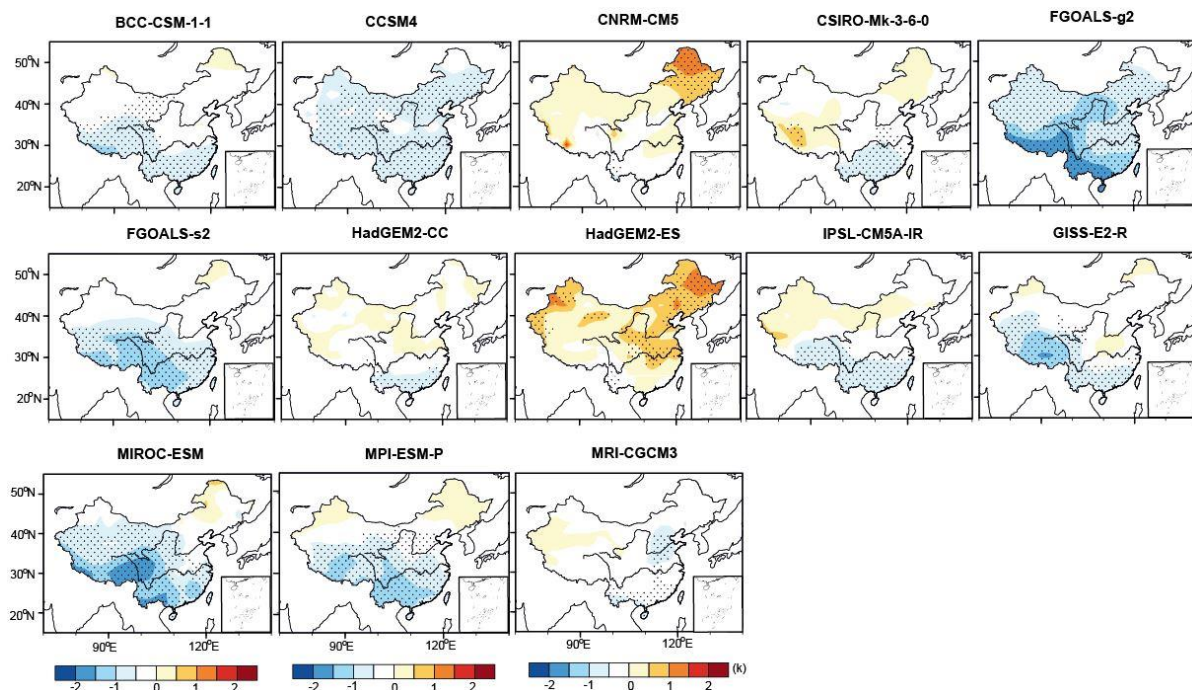 BCC-CSM-1-1 CCSM4 CNRM-CM5 CSIRO-Mk-3-6-0 FGOALS-g2
50°N
40°N
30°N
20°N
FGOALS-s2 HadGEM2-CC HadGEM2-ES IPSL-CM5A-IR GISS-E2-R
50°N
40°N
30°N
20°N
MIROC-ESM MPI-ESM-P MRI-CGCM3
50°N
40°N
30°N
20°N
90°E 120°E 90°E 120°E 90°E 120°E
-2 -1 0 1 2 -2 -1 0 1 2 -2 -1 0 1 2 (k)